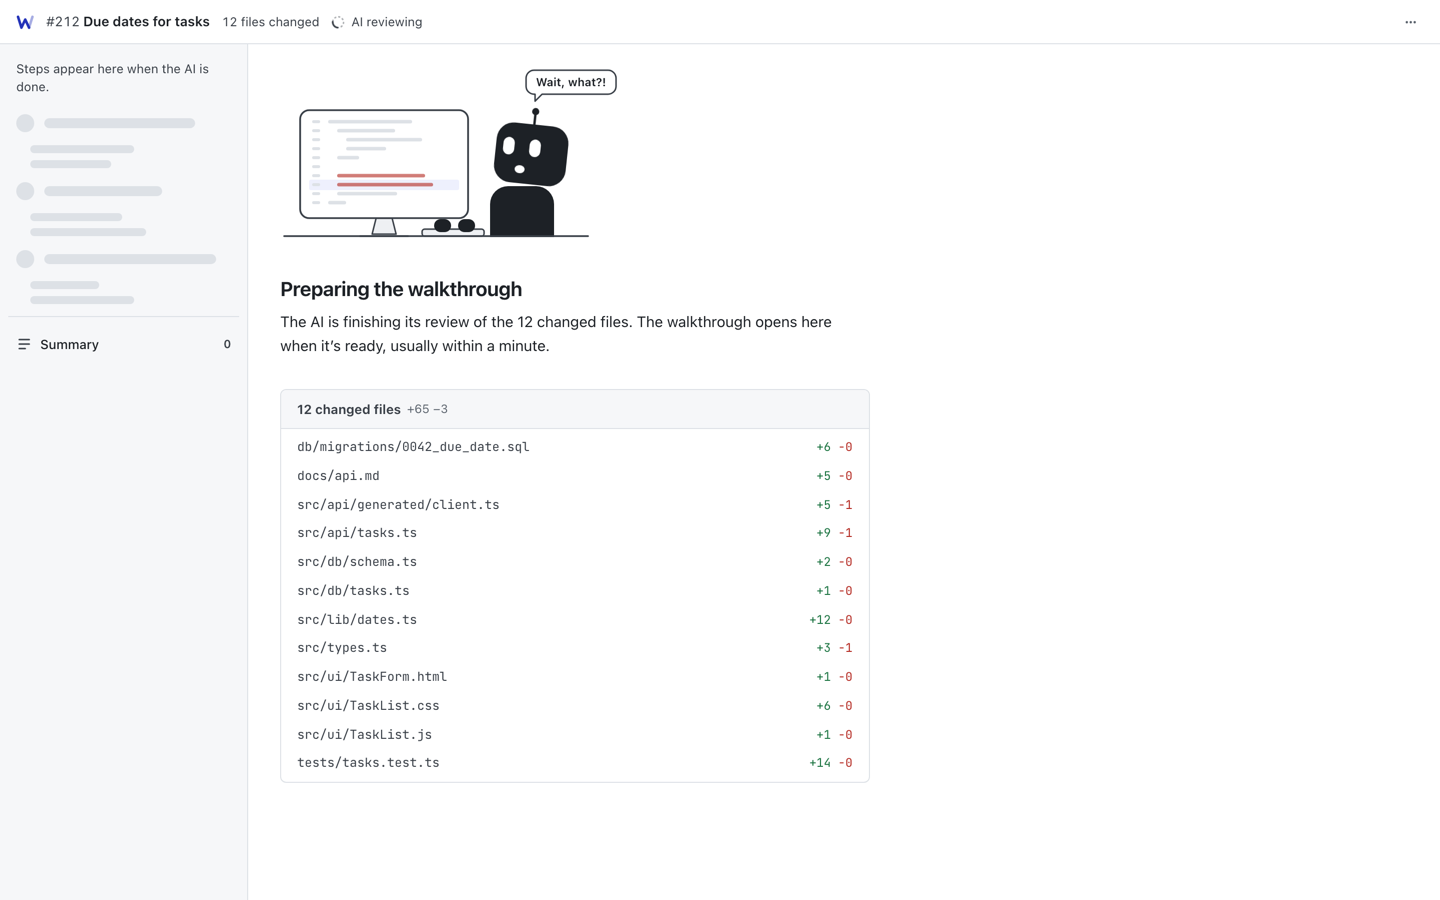 #212 Due dates for tasks 12 files changed AI reviewing
Steps appear here when the AI is
done.
Summary 0
Wait, what?!
Preparing the walkthrough
The AI is finishing its review of the 12 changed files. The walkthrough opens here
when it’s ready, usually within a minute.
12 changed files +65 −3
db/migrations/0042_due_date.sql +6 -0
docs/api.md +5 -0
src/api/generated/client.ts +5 -1
src/api/tasks.ts +9 -1
src/db/schema.ts +2 -0
src/db/tasks.ts +1 -0
src/lib/dates.ts +12 -0
src/types.ts +3 -1
src/ui/TaskForm.html +1 -0
src/ui/TaskList.css +6 -0
src/ui/TaskList.js +1 -0
tests/tasks.test.ts +14 -0